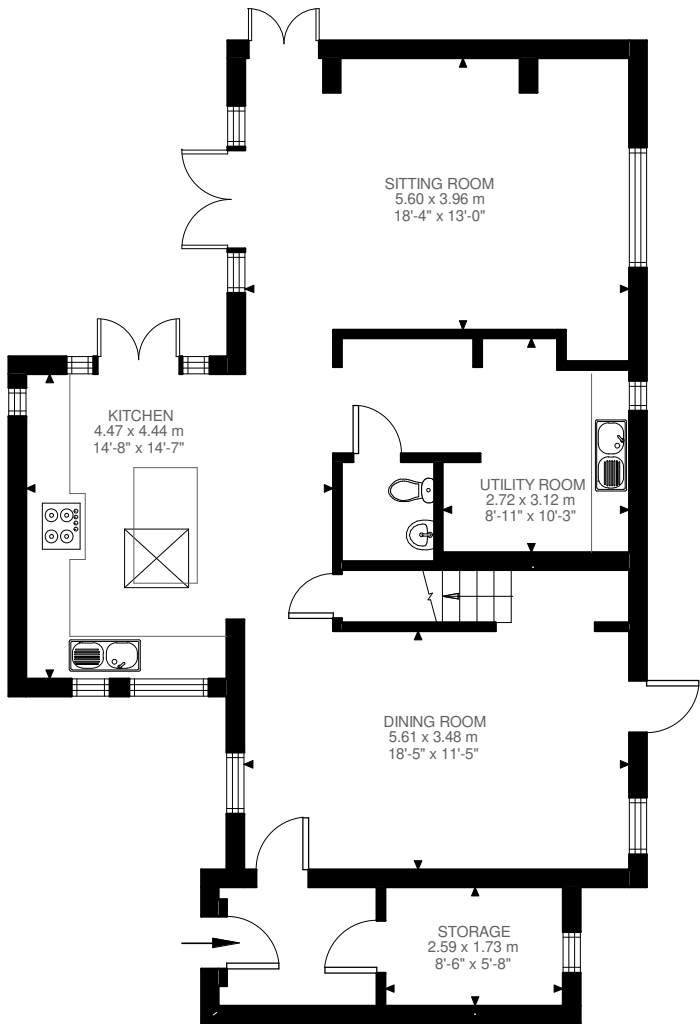 SITTING ROOM
5.60 x 3.96 m
18'-4" x 13'-0"
KITCHEN
4.47 x 4.44 m
14'-8" x 14'-7"
UTILITY ROOM
2.72 x 3.12 m
8'-11" x 10'-3"
DINING ROOM
5.61 x 3.48 m
18'-5" x 11'-5"
STORAGE
2.59 x 1.73 m
8'-6" x 5'-8"